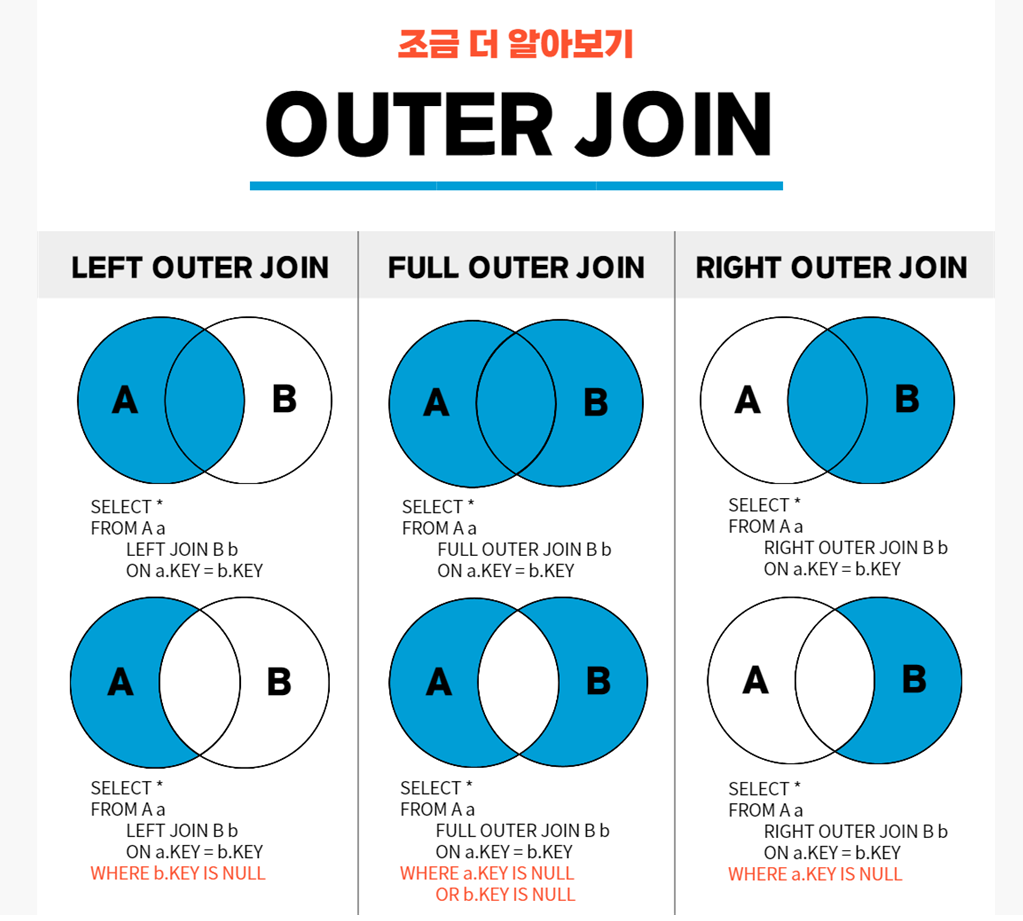 조금 더 알아보기
OUTER JOIN
LEFT OUTER JOIN
A
B
SELECT *
FROM A a
LEFT JOIN B b
ON a.KEY = b.KEY
A
B
SELECT *
FROM A a
LEFT JOIN B b
ON a.KEY = b.KEY
WHERE b.KEY IS NULL
FULL OUTER JOIN
A
B
SELECT *
FROM A a
FULL OUTER JOIN B b
ON a.KEY = b.KEY
A
B
SELECT *
FROM A a
FULL OUTER JOIN B b
ON a.KEY = b.KEY
WHERE a.KEY IS NULL
OR b.KEY IS NULL
RIGHT OUTER JOIN
A
B
SELECT *
FROM A a
RIGHT OUTER JOIN B b
ON a.KEY = b.KEY
A
B
SELECT *
FROM A a
RIGHT OUTER JOIN B b
ON a.KEY = b.KEY
WHERE a.KEY IS NULL